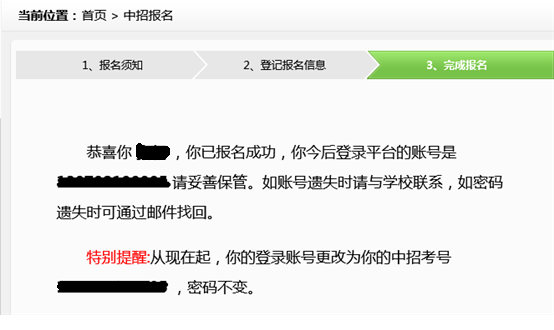 当前位置：首页 > 中招报名
1、报名须知 2、登记报名信息 3、完成报名
恭喜你 ，你已报名成功，你今后登录平台的账号是
请妥善保管。如账号遗失时请与学校联系，如密码
遗失时可通过邮件找回。
特别提醒:从现在起，你的登录账号更改为你的中招考号
，密码不变。